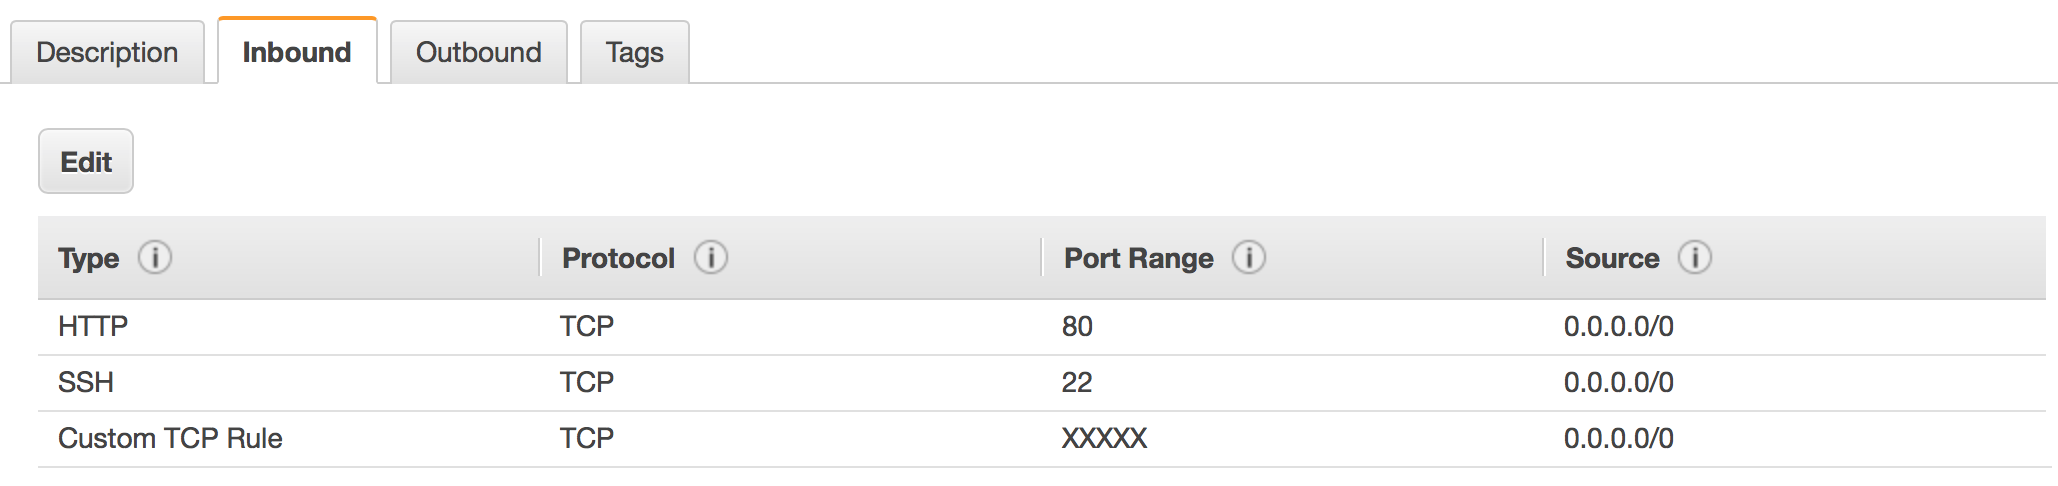 Description Inbound Outbound Tags
Edit
Type Protocol Port Range Source
HTTP TCP 80 0.0.0.0/0
SSH TCP 22 0.0.0.0/0
Custom TCP Rule TCP XXXXX 0.0.0.0/0